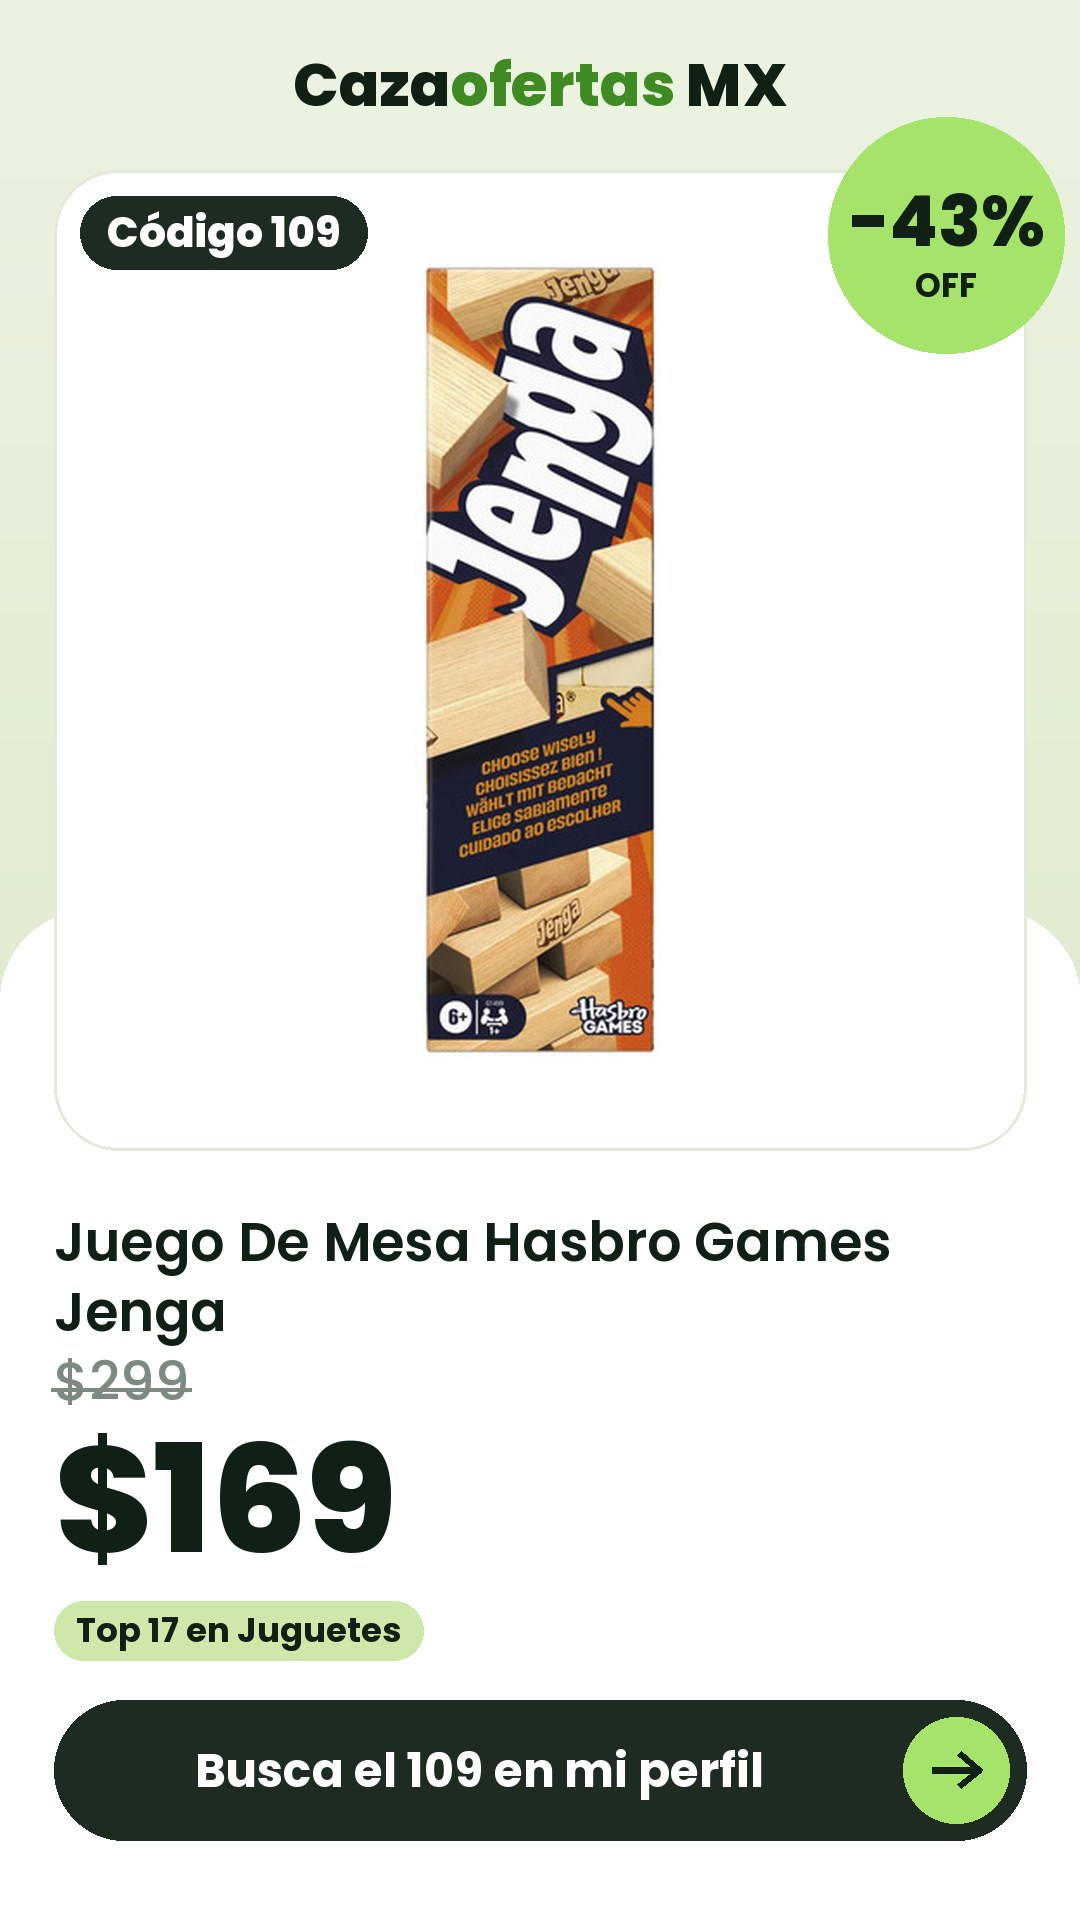 Cazaofertas MX
Código 109
-43%
OFF
Jenga
Jenga
CHOOSE WISELY
CHOISISSEZ BIEN !
WÄHLT MIT BEDACHT
ELIGE SABIAMENTE
CUIDADO AO ESCOLHER
Jenga
6+
1+
Hasbro
GAMES
Juego De Mesa Hasbro Games
Jenga
$299
$169
Top 17 en Juguetes
Busca el 109 en mi perfil